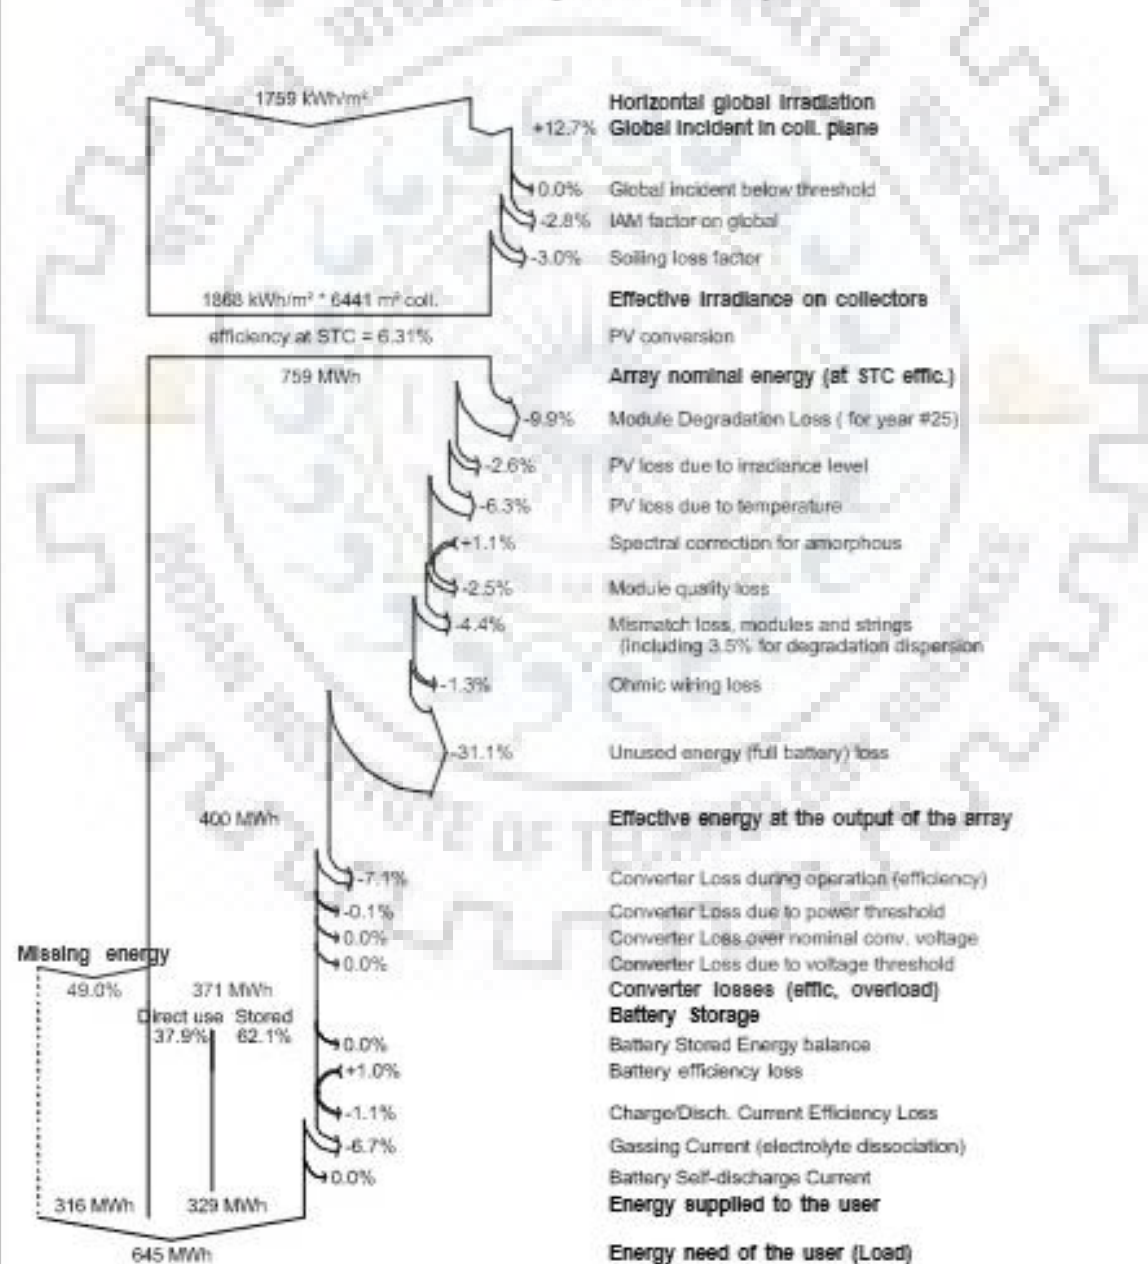 1759 kWh/m² Horizontal global irradiation
+12.7% Global incident in coll. plane
0.0% Global incident below threshold
-2.8% IAM factor on global
-3.0% Soiling loss factor
1868 kWh/m² * 6441 m² coll. Effective irradiance on collectors
efficiency at STC = 6.31% PV conversion
759 MWh Array nominal energy (at STC effic.)
-9.9% Module Degradation Loss ( for year #25)
-2.6% PV loss due to irradiance level
-6.3% PV loss due to temperature
+1.1% Spectral correction for amorphous
-2.5% Module quality loss
-4.4% Mismatch loss, modules and strings
(including 3.5% for degradation dispersion
-1.3% Ohmic wiring loss
-31.1% Unused energy (full battery) loss
400 MWh Effective energy at the output of the array
-7.1% Converter Loss during operation (efficiency)
-0.1% Converter Loss due to power threshold
0.0% Converter Loss over nominal conv. voltage
Missing energy 0.0% Converter Loss due to voltage threshold
49.0% 371 MWh Converter losses (effic, overload)
Direct use Stored Battery Storage
37.9% 62.1% 0.0% Battery Stored Energy balance
+1.0% Battery efficiency loss
-1.1% Charge/Disch. Current Efficiency Loss
-6.7% Gassing Current (electrolyte dissociation)
0.0% Battery Self-discharge Current
316 MWh 329 MWh Energy supplied to the user
645 MWh Energy need of the user (Load)